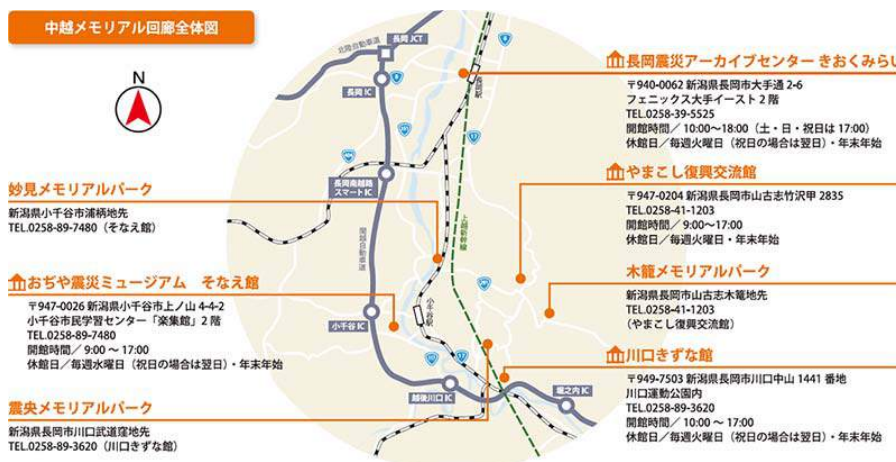 中越メモリアル回廊全体図
N
北陸自動車道
長岡JCT
長岡IC
長岡駅
長岡南越路
スマートIC
関越自動車道
上越新幹線
小千谷駅
小千谷IC
越後川口IC
堀之内IC
妙見メモリアルパーク
新潟県小千谷市浦柄地先
TEL.0258-89-7480（そなえ館）
おぢや震災ミュージアム そなえ館
〒947-0026 新潟県小千谷市上ノ山 4-4-2
小千谷市民学習センター「楽集館」2 階
TEL.0258-89-7480
開館時間／ 9:00 ～ 17:00
休館日／毎週水曜日（祝日の場合は翌日）・年末年始
震央メモリアルパーク
新潟県長岡市川口武道窪地先
TEL.0258-89-3620（川口きずな館）
長岡震災アーカイブセンター きおくみらい
〒940-0062 新潟県長岡市大手通 2-6
フェニックス大手イースト 2 階
TEL.0258-39-5525
開館時間／ 10:00～18:00（土・日・祝日は 17:00）
休館日／毎週火曜日（祝日の場合は翌日）・年末年始
やまこし復興交流館
〒947-0204 新潟県長岡市山古志竹沢甲 2835
TEL.0258-41-1203
開館時間／ 9:00～17:00
休館日／毎週火曜日・年末年始
木籠メモリアルパーク
新潟県長岡市山古志木籠地先
TEL.0258-41-1203
(やまこし復興交流館)
川口きずな館
〒949-7503 新潟県長岡市川口中山 1441 番地
川口運動公園内
TEL.0258-89-3620
開館時間／ 10:00 ～ 17:00
休館日／毎週火曜日（祝日の場合は翌日）・年末年始